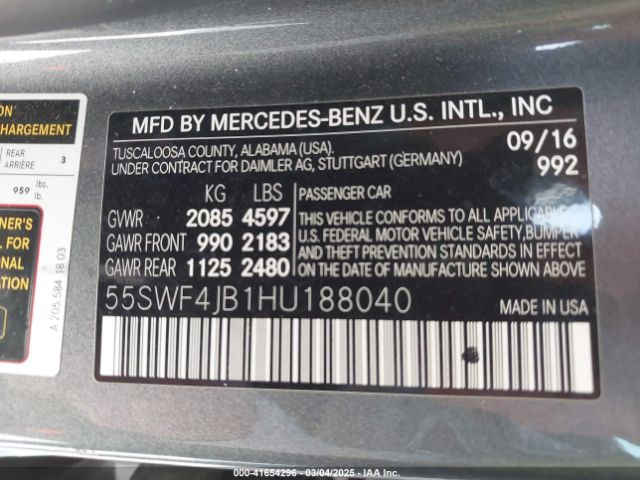 ON
HARGEMENT
REAR
ARRIÈRE
3
959 lbs.
lb.
NER'S
L FOR
ONAL
ATION
A 205 584 18 03
MFD BY MERCEDES-BENZ U.S. INTL., INC
TUSCALOOSA COUNTY, ALABAMA (USA).
UNDER CONTRACT FOR DAIMLER AG, STUTTGART (GERMANY)
09/16
992
KG LBS
GVWR 2085 4597
GAWR FRONT 990 2183
GAWR REAR 1125 2480
PASSENGER CAR
THIS VEHICLE CONFORMS TO ALL APPLICABLE
U.S. FEDERAL MOTOR VEHICLE SAFETY, BUMPER
AND THEFT PREVENTION STANDARDS IN EFFECT
ON THE DATE OF MANUFACTURE SHOWN ABOVE
55SWF4JB1HU188040
MADE IN USA
000- 41654296 - 03/04/2025 - IAA Inc.